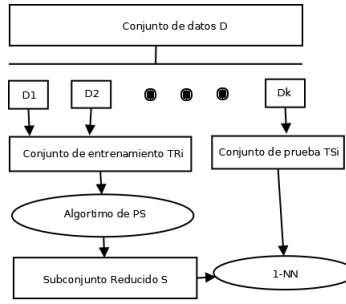 Conjunto de datos D
D1
D2
Dk
Conjunto de entrenamiento TRi
Conjunto de prueba TSi
Algortimo de PS
Subconjunto Reducido S
1-NN